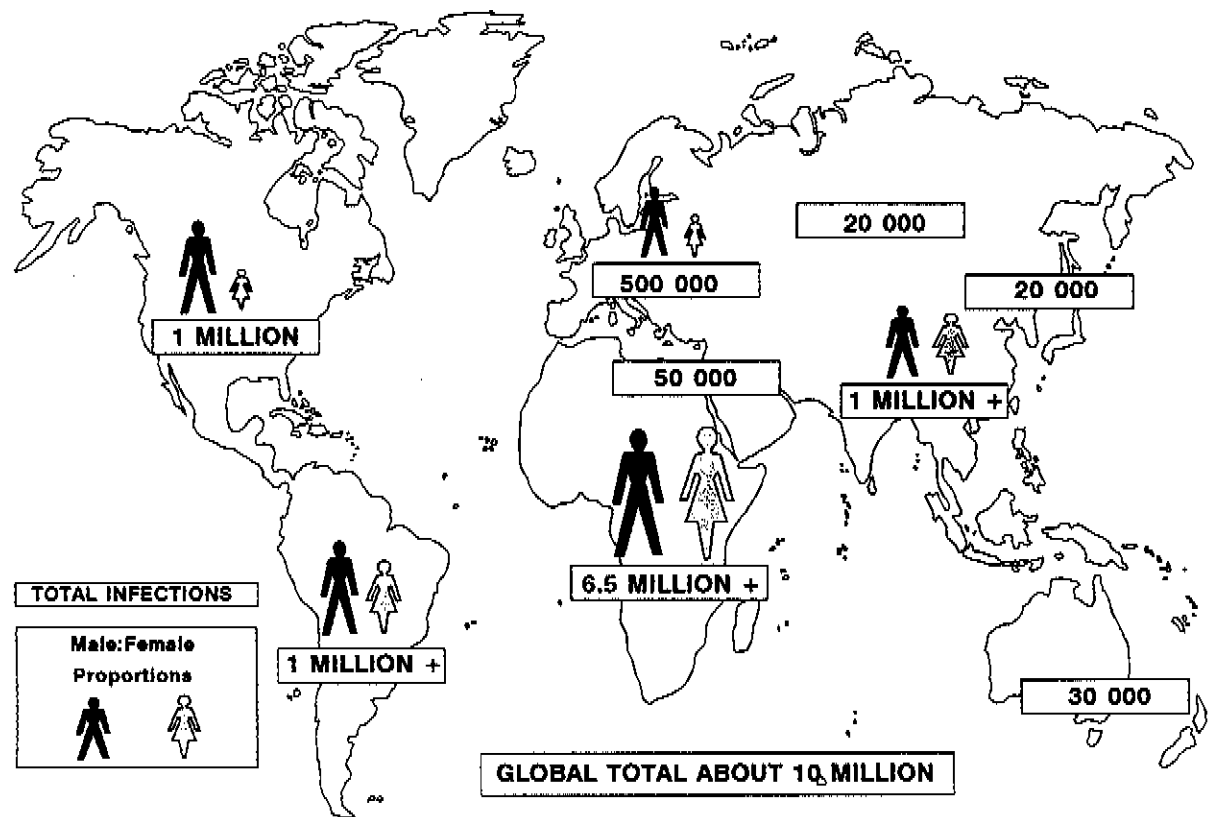 20 000
500 000
20 000
1 MILLION
50 000
1 MILLION +
6.5 MILLION +
TOTAL INFECTIONS
Male:Female
Proportions
1 MILLION +
30 000
GLOBAL TOTAL ABOUT 10 MILLION